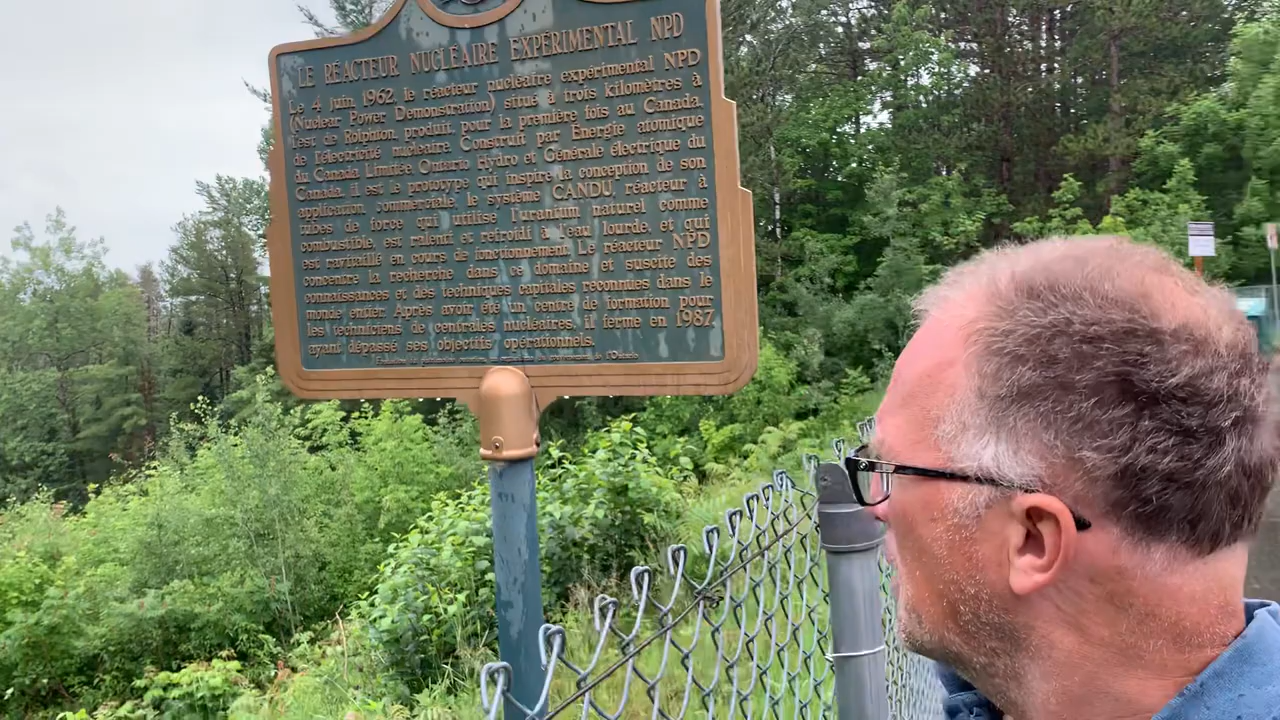 LE RÉACTEUR NUCLÉAIRE EXPÉRIMENTAL NPD
Le 4 juin 1962, le réacteur nucléaire expérimental NPD
(Nuclear Power Demonstration) situé à trois kilomètres à
l'est de Rolphton, produit, pour la première fois au Canada,
de l'électricité nucléaire. Construit par Énergie atomique
du Canada Limitée, Ontario Hydro et Générale électrique du
Canada, il est le prototype qui inspire la conception de son
application commerciale, le système CANDU, réacteur à
tubes de force qui utilise l'uranium naturel comme
combustible, est ralenti et refroidi à l'eau lourde, et qui
est ravitaillé en cours de fonctionnement. Le réacteur NPD
concentre la recherche dans ce domaine et suscite des
connaissances et des techniques capitales reconnues dans le
monde entier. Après avoir été un centre de formation pour
les techniciens de centrales nucléaires, il ferme en 1987,
ayant dépassé ses objectifs opérationnels.
de l'Ontario